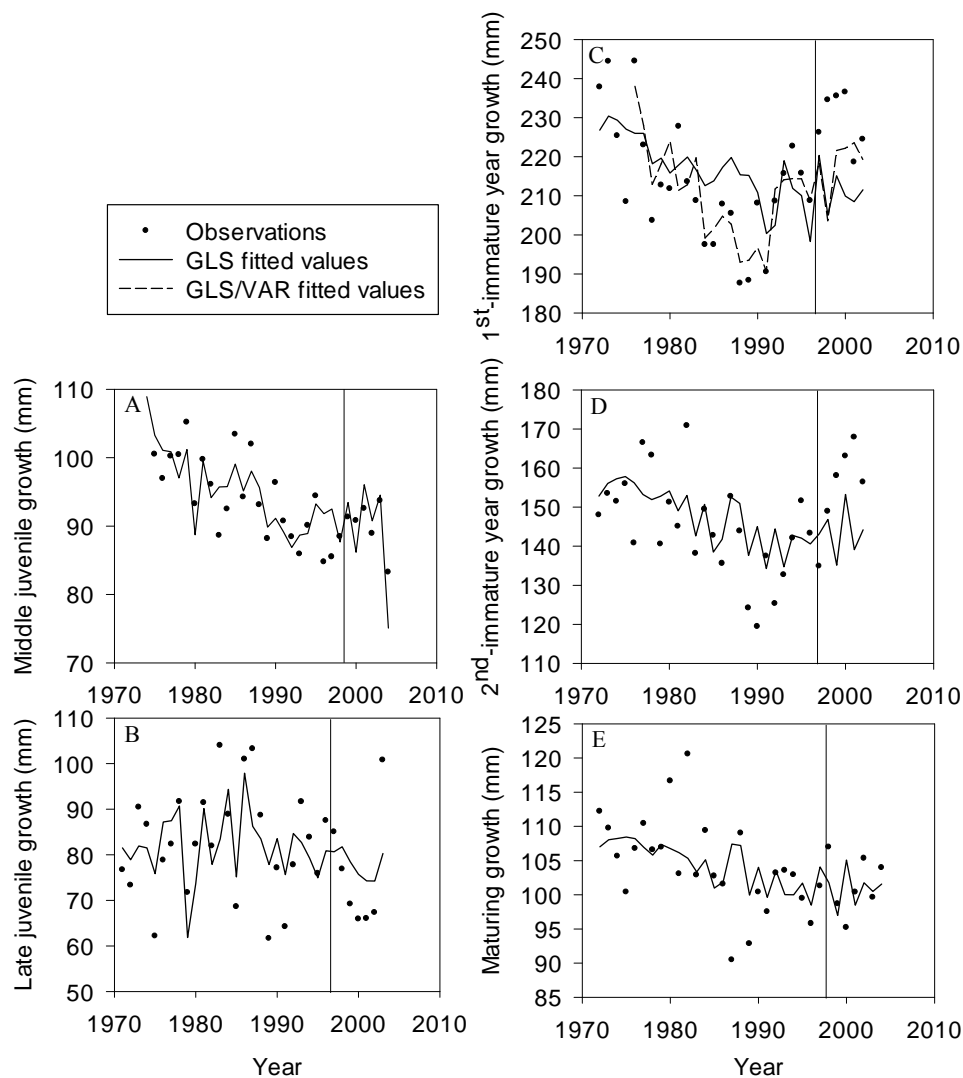 Observations
GLS fitted values
GLS/VAR fitted values
C
1st-immature year growth (mm)
250
240
230
220
210
200
190
180
1970 1980 1990 2000 2010
A
Middle juvenile growth (mm)
110
100
90
80
70
1970 1980 1990 2000 2010
D
2nd-immature year growth (mm)
180
170
160
150
140
130
120
110
1970 1980 1990 2000 2010
B
Late juvenile growth (mm)
110
100
90
80
70
60
50
1970 1980 1990 2000 2010
Year
E
Maturing growth (mm)
125
120
115
110
105
100
95
90
85
1970 1980 1990 2000 2010
Year